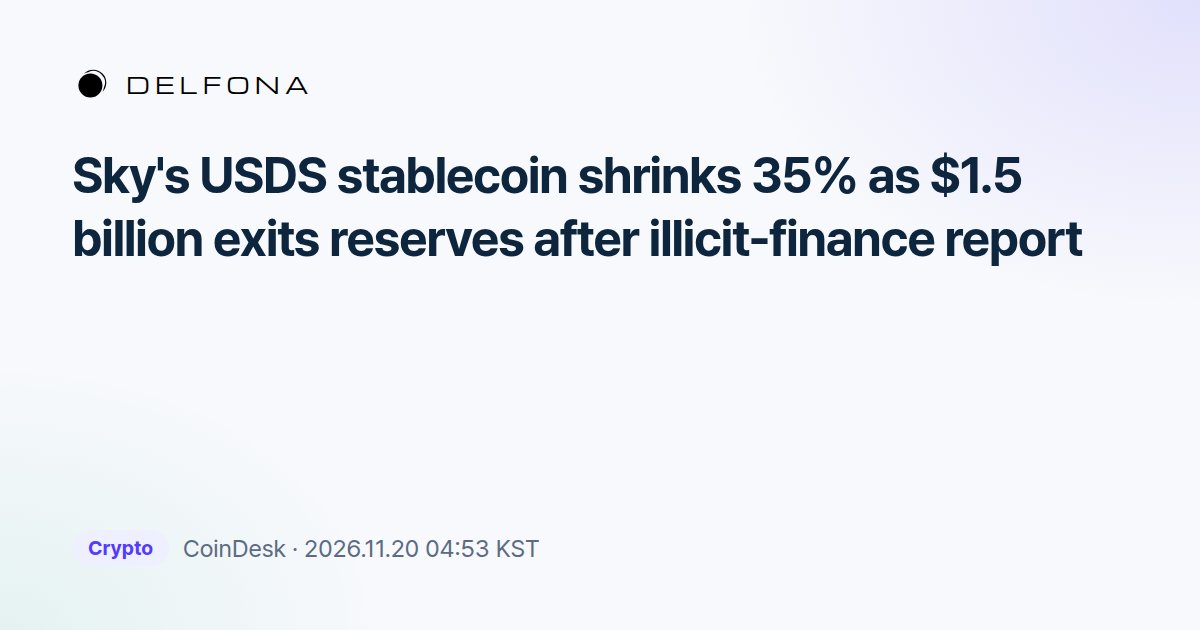 DELFONA
Sky's USDS stablecoin shrinks 35% as $1.5
billion exits reserves after illicit-finance report
Crypto CoinDesk · 2026.11.20 04:53 KST